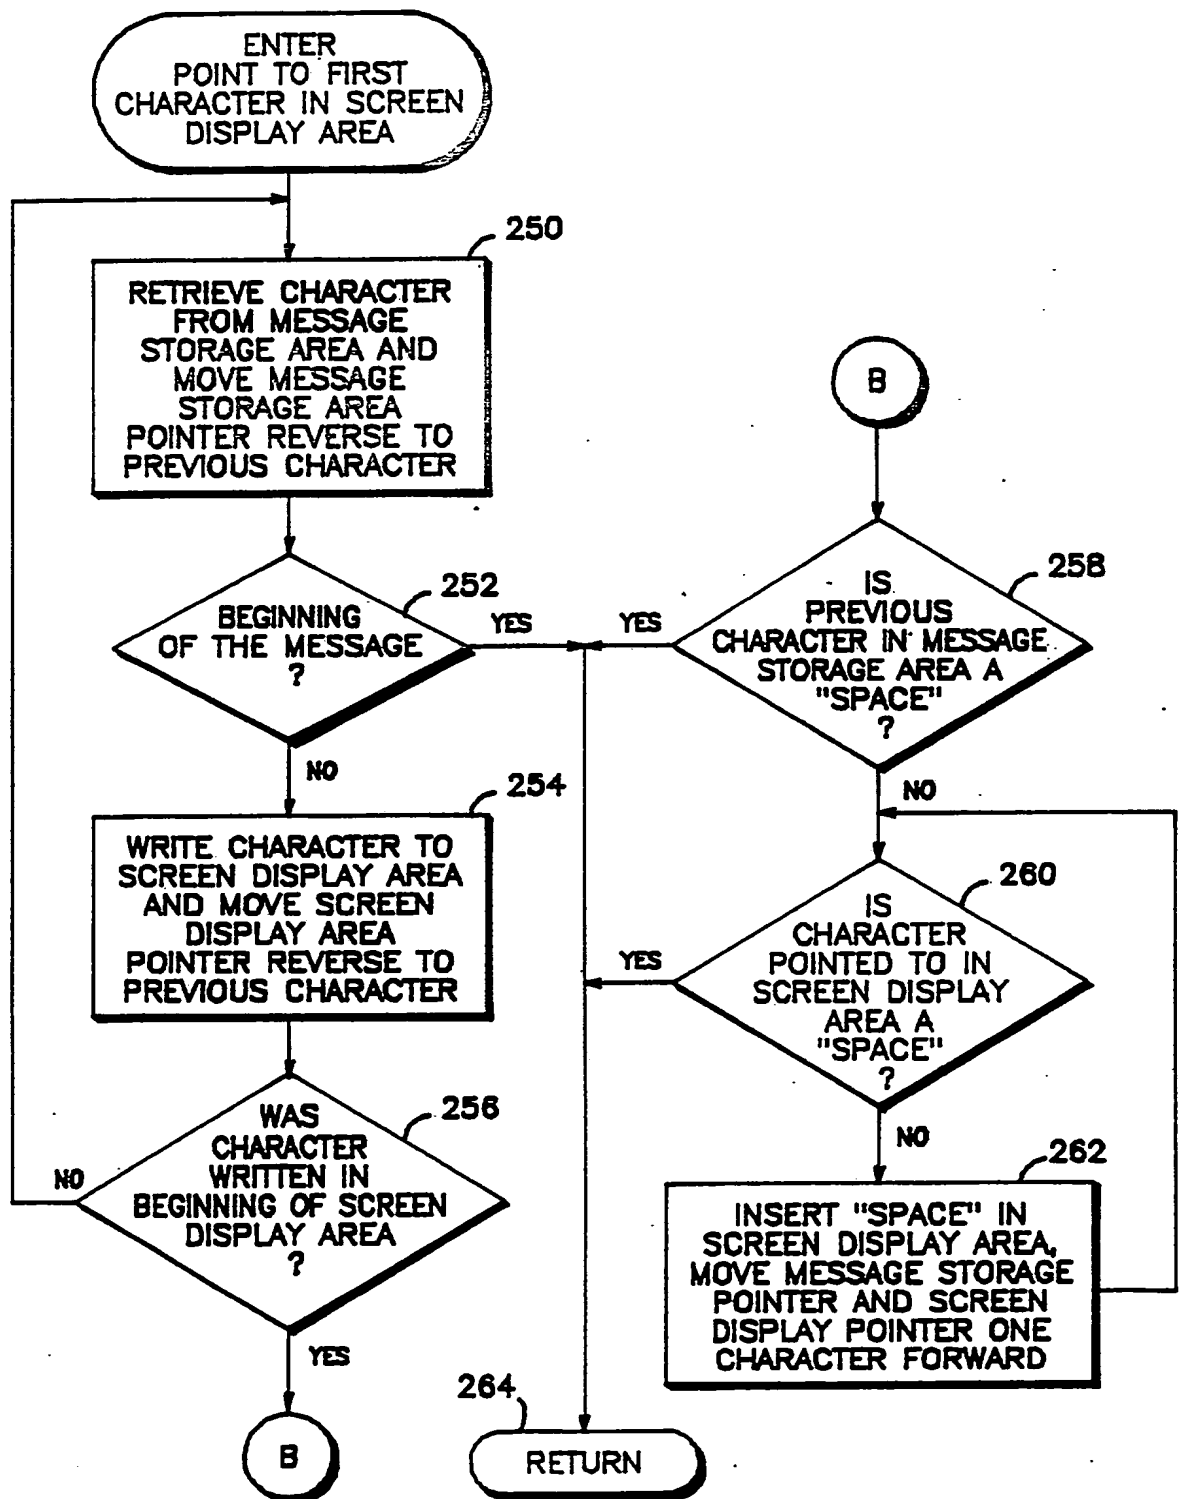 ENTER
POINT TO FIRST
CHARACTER IN SCREEN
DISPLAY AREA
250
RETRIEVE CHARACTER
FROM MESSAGE
STORAGE AREA AND
MOVE MESSAGE
STORAGE AREA
POINTER REVERSE TO
PREVIOUS CHARACTER
252
BEGINNING
OF THE MESSAGE
?
YES
NO
254
WRITE CHARACTER TO
SCREEN DISPLAY AREA
AND MOVE SCREEN
DISPLAY AREA
POINTER REVERSE TO
PREVIOUS CHARACTER
256
WAS
CHARACTER
WRITTEN IN
BEGINNING OF SCREEN
DISPLAY AREA
?
NO
YES
B
B
258
IS
PREVIOUS
CHARACTER IN MESSAGE
STORAGE AREA A
"SPACE"
?
YES
NO
260
IS
CHARACTER
POINTED TO IN
SCREEN DISPLAY
AREA A
"SPACE"
?
YES
NO
262
INSERT "SPACE" IN
SCREEN DISPLAY AREA,
MOVE MESSAGE STORAGE
POINTER AND SCREEN
DISPLAY POINTER ONE
CHARACTER FORWARD
264
RETURN